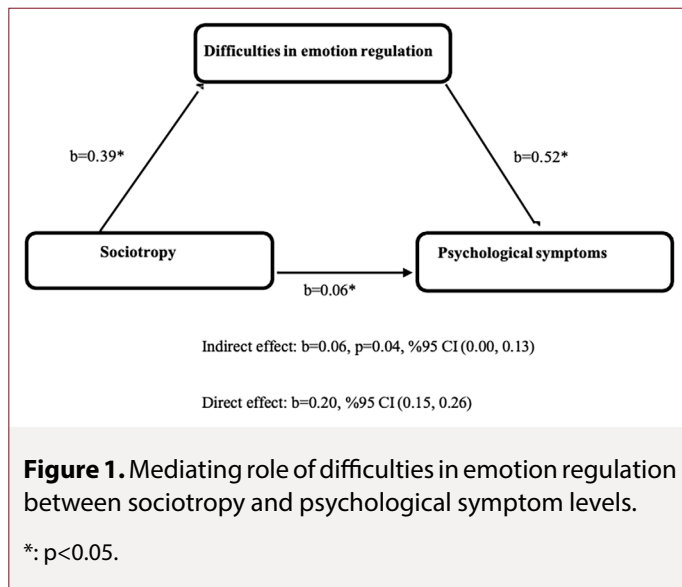 Difficulties in emotion regulation
b=0.39*
b=0.52*
Sociotropy
Psychological symptoms
b=0.06*
Indirect effect: b=0.06, p=0.04, %95 CI (0.00, 0.13)
Direct effect: b=0.20, %95 CI (0.15, 0.26)
Figure 1. Mediating role of difficulties in emotion regulation
between sociotropy and psychological symptom levels.
*: p<0.05.